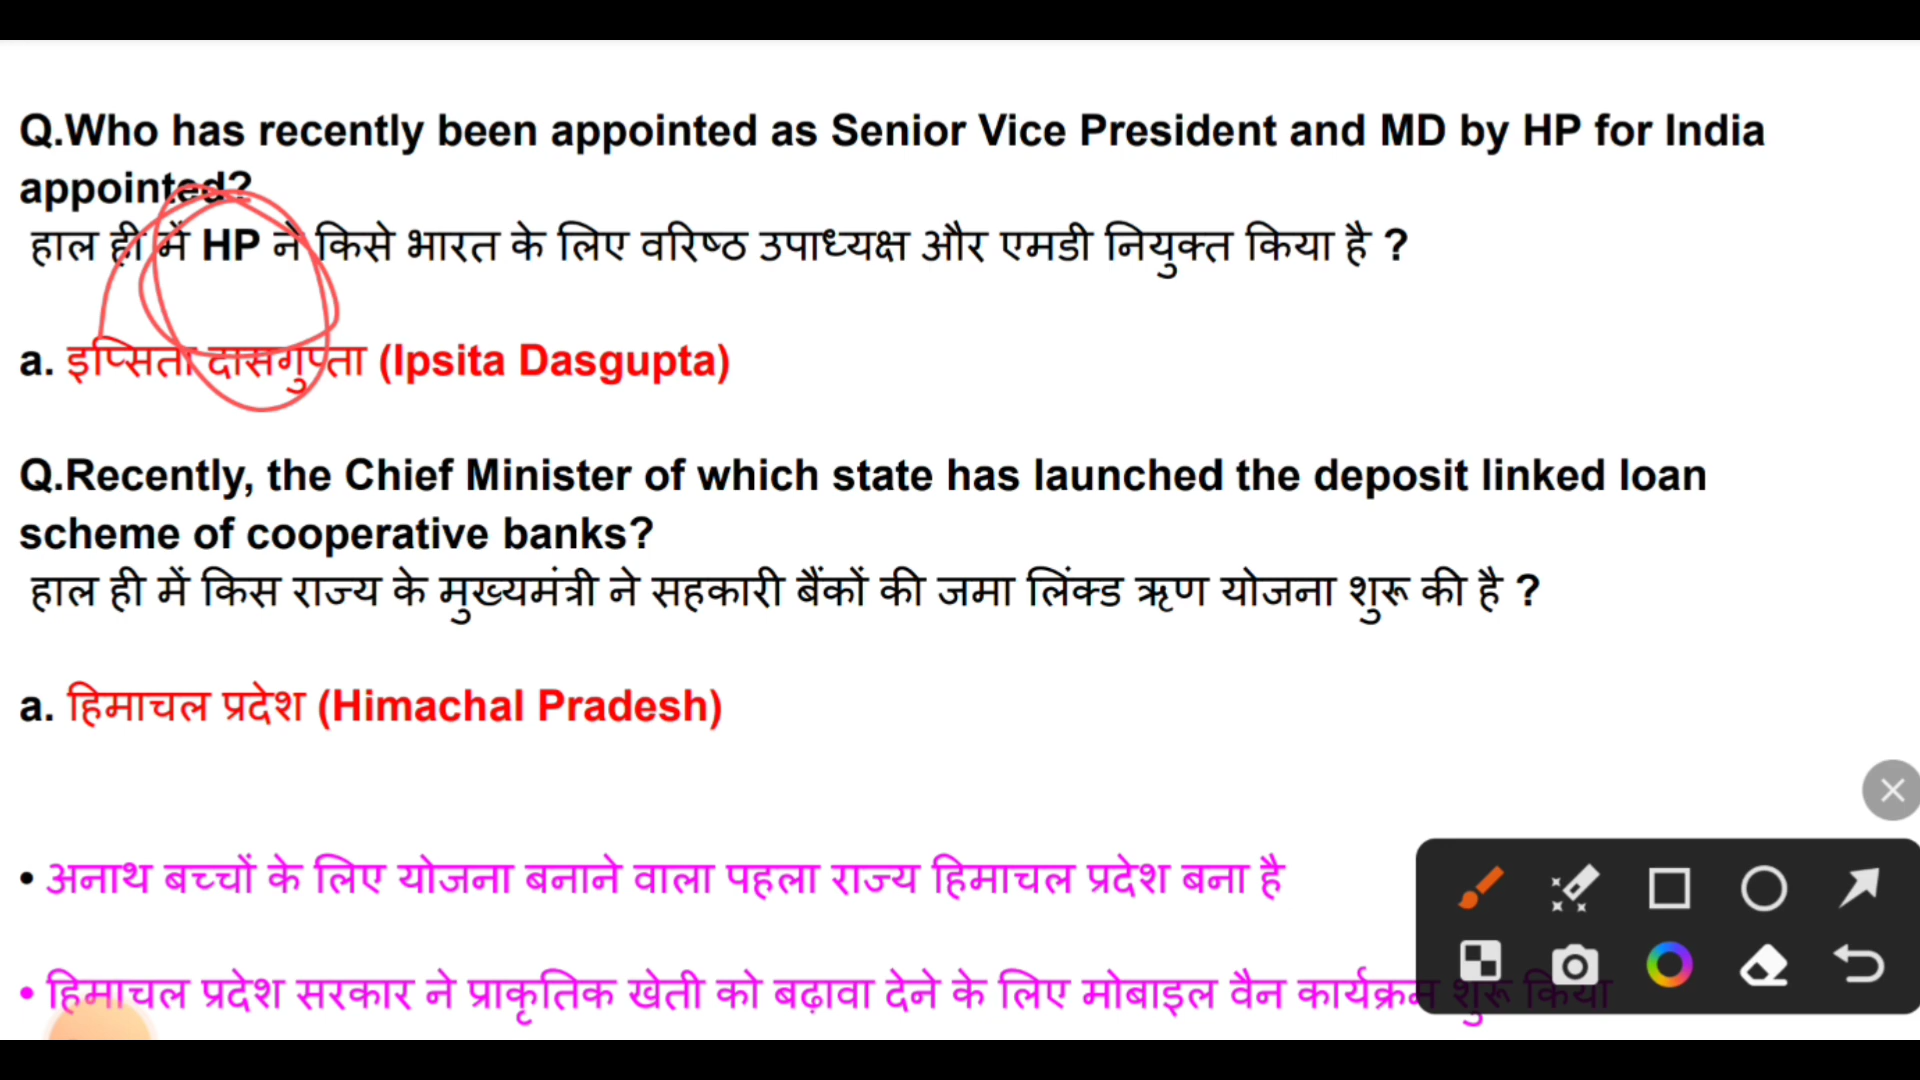 Q.Who has recently been appointed as Senior Vice President and MD by HP for India
appointed?
हाल ही में HP ने किसे भारत के लिए वरिष्ठ उपाध्यक्ष और एमडी नियुक्त किया है ?
a. इप्सिता दासगुप्ता (Ipsita Dasgupta)
Q.Recently, the Chief Minister of which state has launched the deposit linked loan
scheme of cooperative banks?
हाल ही में किस राज्य के मुख्यमंत्री ने सहकारी बैंकों की जमा लिंक्ड ऋण योजना शुरू की है ?
a. हिमाचल प्रदेश (Himachal Pradesh)
• अनाथ बच्चों के लिए योजना बनाने वाला पहला राज्य हिमाचल प्रदेश बना है
• हिमाचल प्रदेश सरकार ने प्राकृतिक खेती को बढ़ावा देने के लिए मोबाइल वैन कार्यक्रम शुरू किया